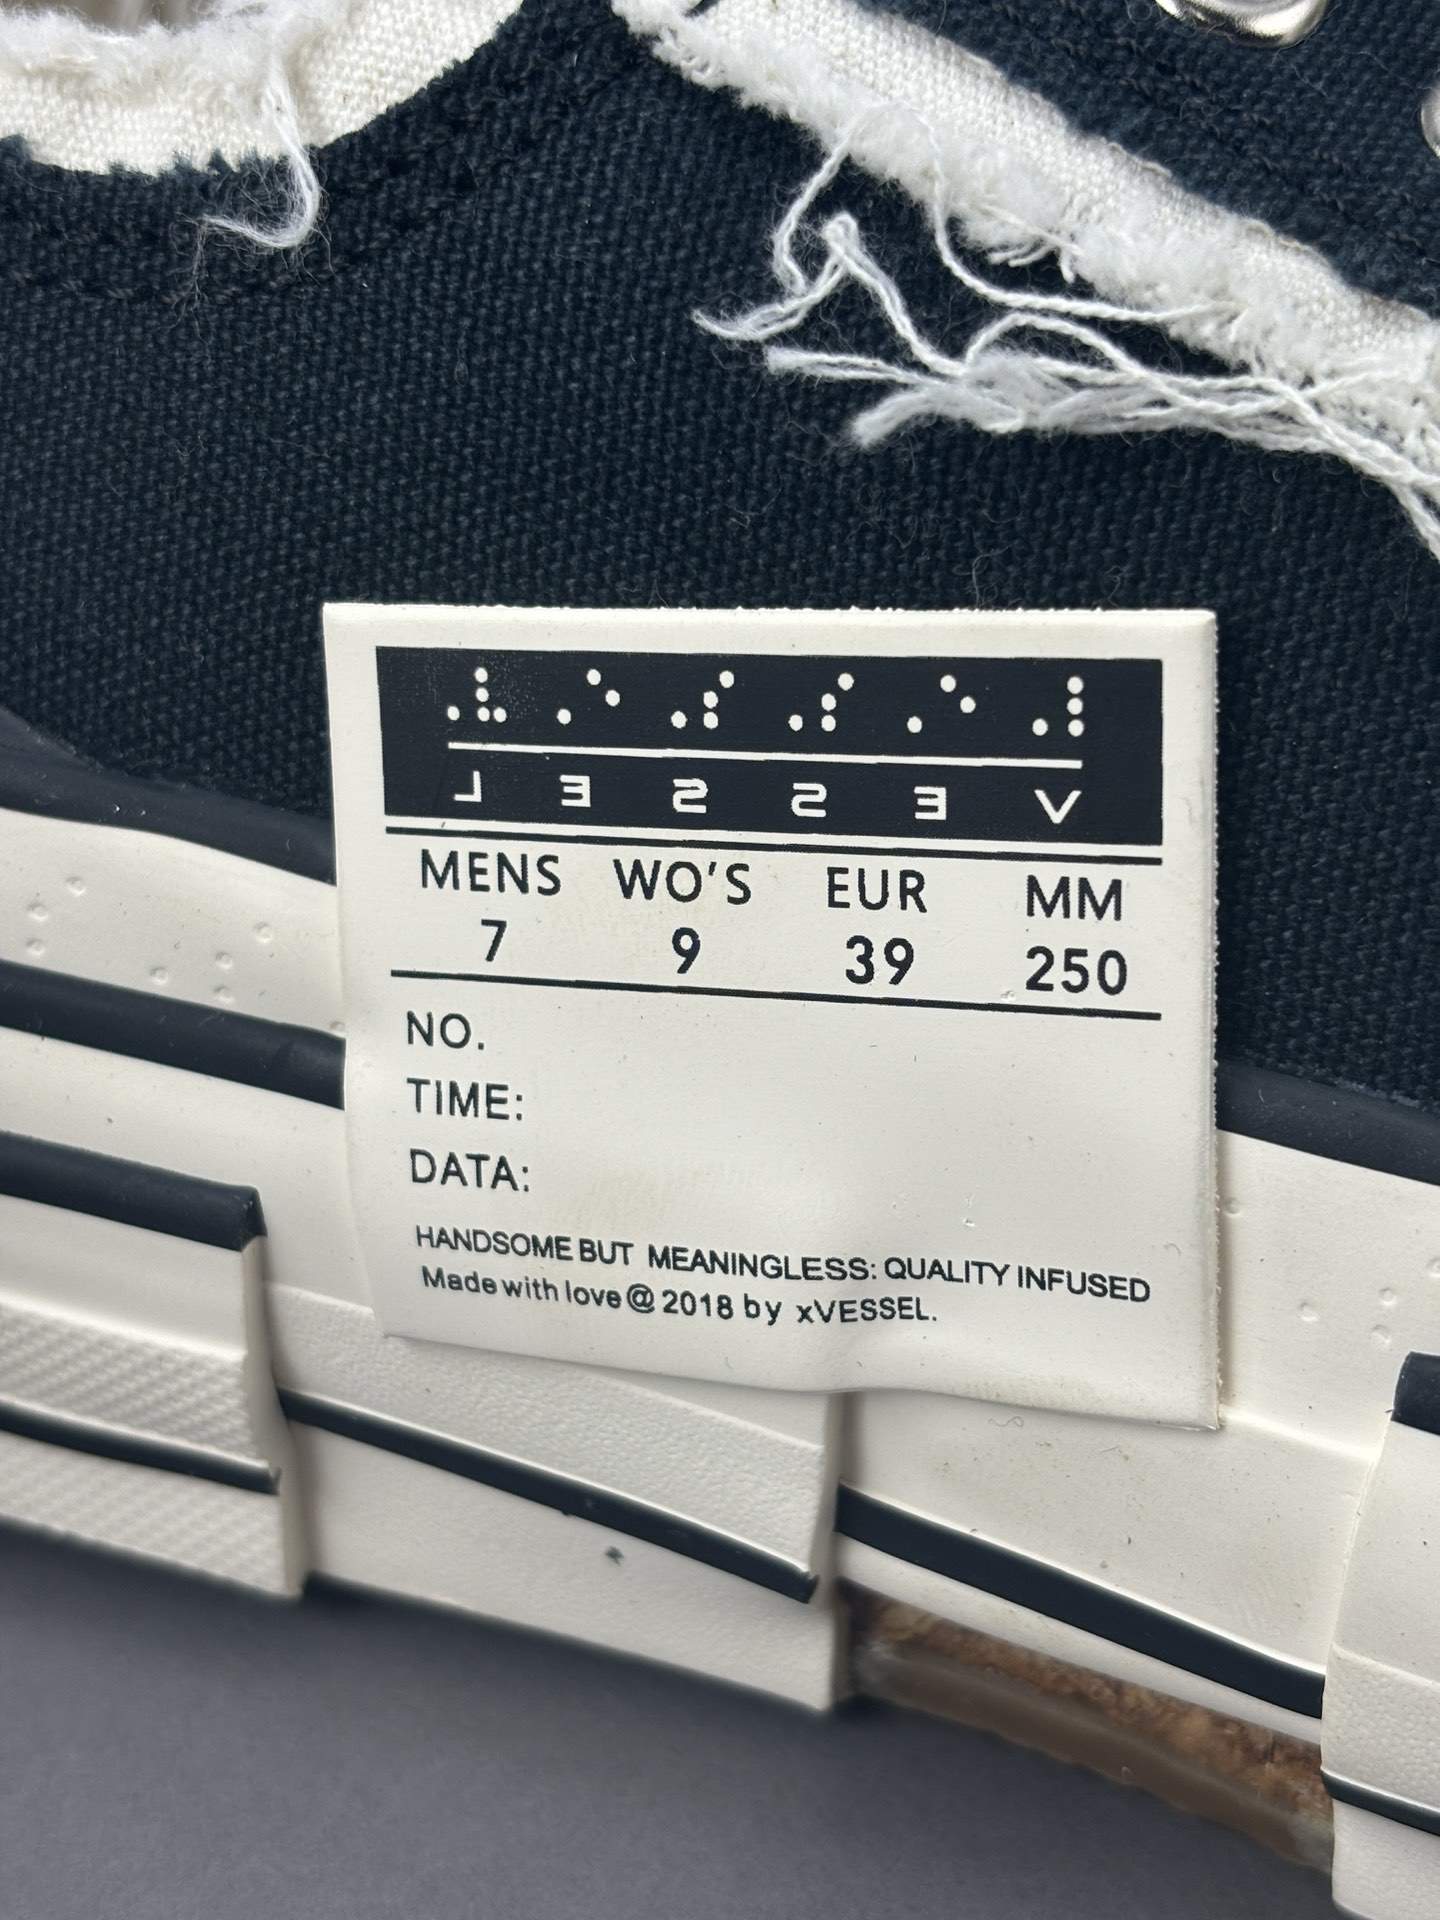 VESSEL
MENS WO'S EUR MM
7 9 39 250
NO.
TIME:
DATA:
HANDSOME BUT MEANINGLESS: QUALITY INFUSED
Made with love@2018 by xVESSEL.